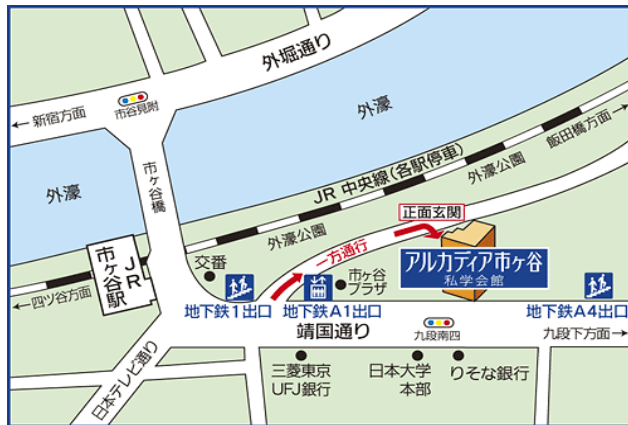 外堀通り
←新宿方面
市谷見附
外濠
外濠
市ヶ谷橋
JR 中央線(各駅停車)
外濠公園
飯田橋方面→
外濠公園
正面玄関
一方通行
アルカディア市ヶ谷
私学会館
JR
市ヶ谷駅
←四ツ谷方面
交番
市ヶ谷
プラザ
地下鉄1出口
地下鉄A1出口
地下鉄A4出口
靖国通り
九段南四
九段下方面→
日本テレビ通り
三菱東京
UFJ銀行
日本大学
本部
りそな銀行